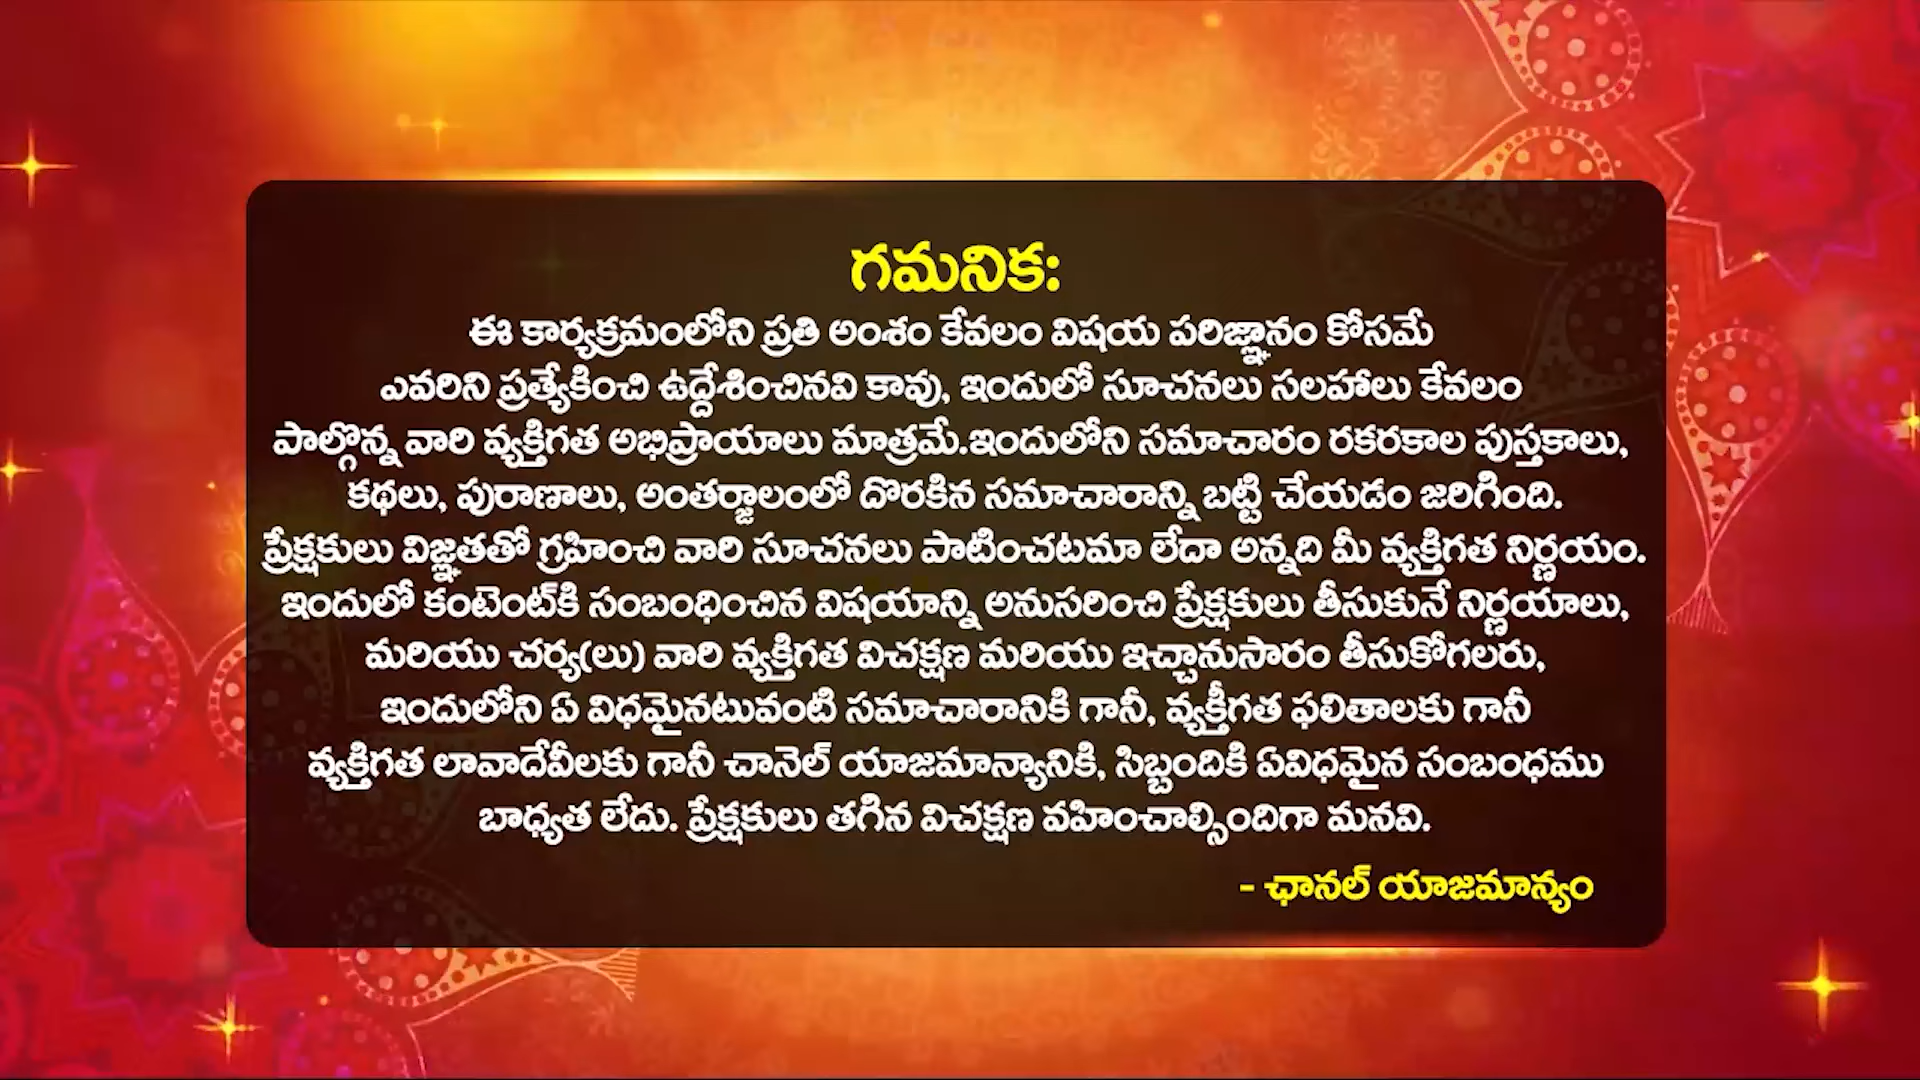 గమనిక:
ఈ కార్యక్రమంలోని ప్రతి అంశం కేవలం విషయ పరిజ్ఞానం కోసమే
ఎవరిని ప్రత్యేకించి ఉద్దేశించినవి కావు, ఇందులో సూచనలు సలహాలు కేవలం
పాల్గొన్న వారి వ్యక్తిగత అభిప్రాయాలు మాత్రమే.ఇందులోని సమాచారం రకరకాల పుస్తకాలు,
కథలు, పురాణాలు, అంతర్జాలంలో దొరకిన సమాచారాన్ని బట్టి చేయడం జరిగింది.
ప్రేక్షకులు విజ్ఞతతో గ్రహించి వారి సూచనలు పాటించటమా లేదా అన్నది మీ వ్యక్తిగత నిర్ణయం.
ఇందులో కంటెంట్‌కి సంబంధించిన విషయాన్ని అనుసరించి ప్రేక్షకులు తీసుకునే నిర్ణయాలు,
మరియు చర్య(లు) వారి వ్యక్తిగత విచక్షణ మరియు ఇచ్ఛానుసారం తీసుకోగలరు,
ఇందులోని ఏ విధమైనటువంటి సమాచారానికి గానీ, వ్యక్తీగత ఫలితాలకు గానీ
వ్యక్తిగత లావాదేవీలకు గానీ చానెల్ యాజమాన్యానికి, సిబ్బందికి ఏవిధమైన సంబంధము
బాధ్యత లేదు. ప్రేక్షకులు తగిన విచక్షణ వహించాల్సిందిగా మనవి.
- ఛానల్ యాజమాన్యం